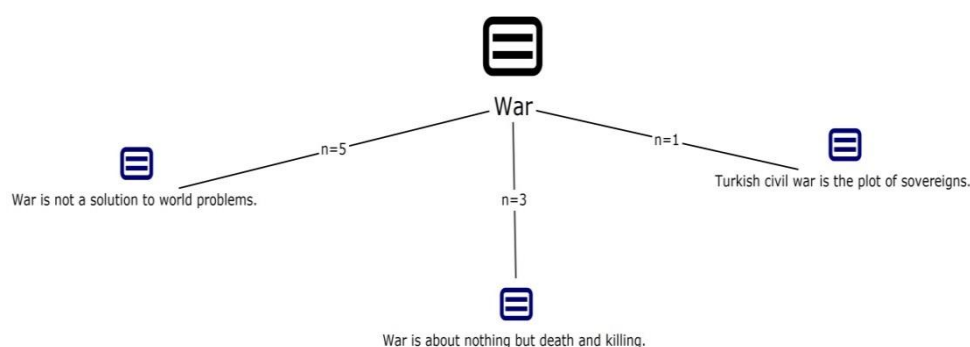 War
n=5
n=1
Turkish civil war is the plot of sovereigns.
War is not a solution to world problems.
n=3
War is about nothing but death and killing.